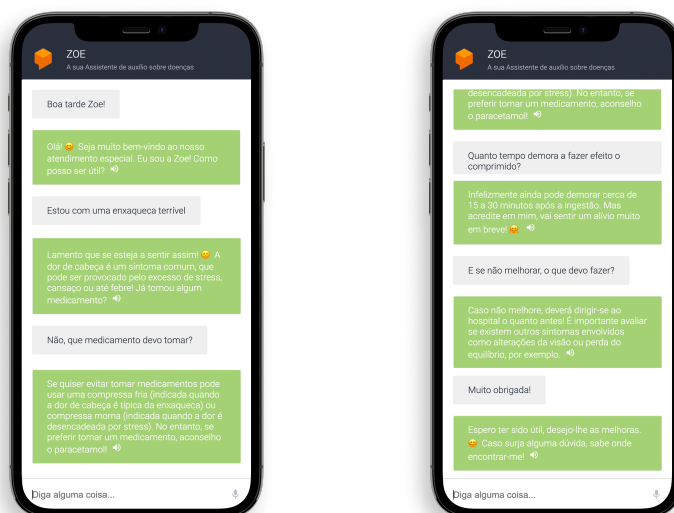 ZOE
A sua Assistente de auxílio sobre doenças
Boa tarde Zoe!
Olá! 😊 Seja muito bem-vindo ao nosso
atendimento especial. Eu sou a Zoe! Como
posso ser útil?
Estou com uma enxaqueca terrível
Lamento que se esteja a sentir assim! 😊 A
dor de cabeça é um sintoma comum, que
pode ser provocado pelo excesso de stress,
cansaço ou até febre! Já tomou algum
medicamento?
Não, que medicamento devo tomar?
Se quiser evitar tomar medicamentos pode
usar uma compressa fria (indicada quando
a dor de cabeça é típica da enxaqueca) ou
compressa morna (indicada quando a dor é
desencadeada por stress). No entanto, se
preferir tomar um medicamento, aconselho
o paracetamol!
Diga alguma coisa...
ZOE
A sua Assistente de auxílio sobre doenças
desencadeada por stress). No entanto, se
preferir tomar um medicamento, aconselho
o paracetamol!
Quanto tempo demora a fazer efeito o
comprimido?
Infelizmente ainda pode demorar cerca de
15 a 30 minutos após a ingestão. Mas
acredite em mim, vai sentir um alívio muito
em breve! 🤗
E se não melhorar, o que devo fazer?
Caso não melhore, deverá dirigir-se ao
hospital o quanto antes! É importante avaliar
se existem outros sintomas envolvidos
como alterações da visão ou perda do
equilíbrio, por exemplo.
Muito obrigada!
Espero ter sido útil, desejo-lhe as melhoras.
😊 Caso surja alguma dúvida, sabe onde
encontrar-me!
Diga alguma coisa...